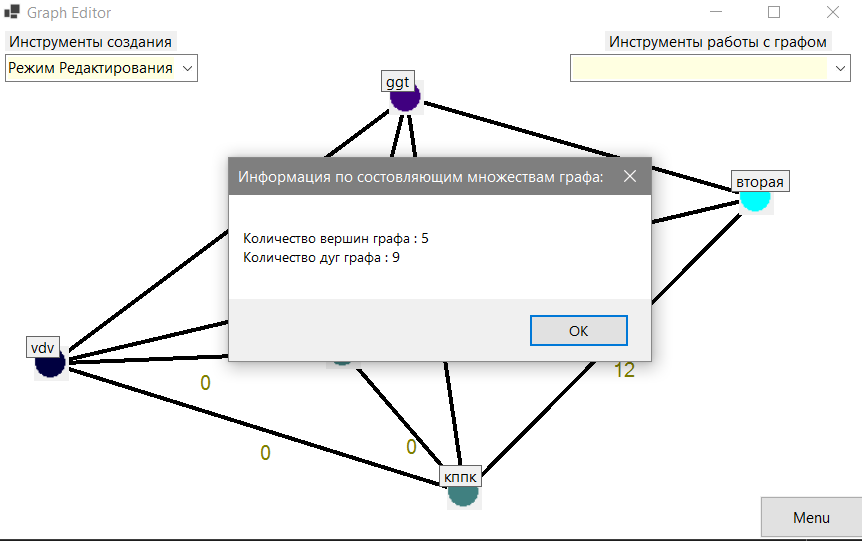 Graph Editor
Инструменты создания
Инструменты работы с графом
Режим Редактирования
ggt
вторая
Информация по состовляющим множествам графа:
Количество вершин графа : 5
Количество дуг графа : 9
OK
vdv
12
0
0
0
кппк
Menu